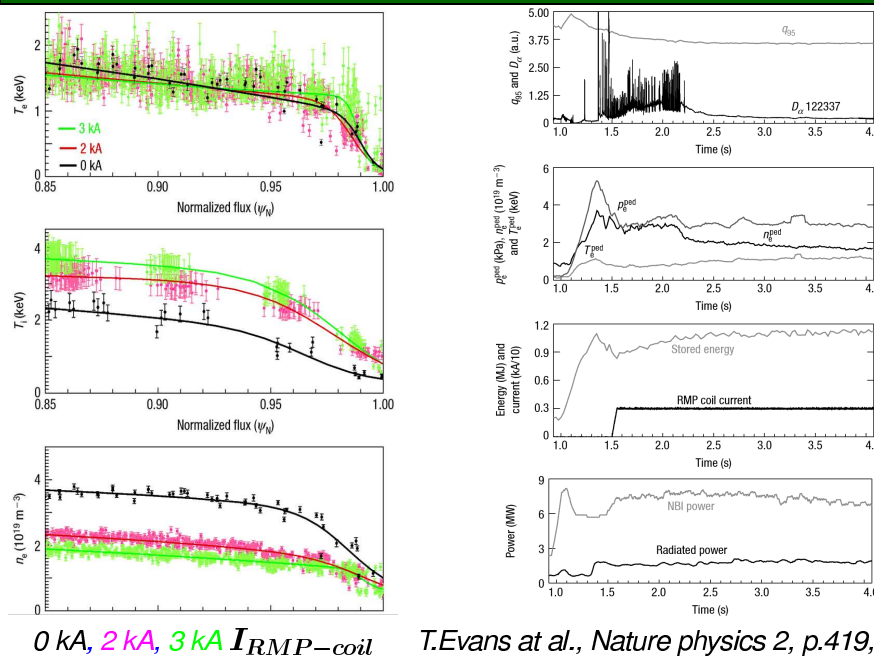 2
1
0
T_e (keV)
3 kA
2 kA
0 kA
0.85 0.90 0.95 1.00
Normalized flux (ψ_N)
4
2
0
T_i (keV)
0.85 0.90 0.95 1.00
Normalized flux (ψ_N)
4
2
0
n_e (10^19 m^−3)
0 kA, 2 kA, 3 kA I_RMP−coil
5.00
3.75
2.50
1.25
0
q_95 and D_α (a.u.)
q_95
D_α 122337
1.0 1.5 2.0 2.5 3.0 3.5 4.
Time (s)
6
4
2
0
p_e^ped (kPa), n_e^ped (10^19 m^−3)
and T_e^ped (keV)
p_e^ped
n_e^ped
T_e^ped
1.0 1.5 2.0 2.5 3.0 3.5 4.
Time (s)
1.2
0.9
0.6
0.3
0
Energy (MJ) and
current (kA/10)
Stored energy
RMP coil current
1.0 1.5 2.0 2.5 3.0 3.5 4.
Time (s)
9
6
3
0
Power (MW)
NBI power
Radiated power
1.0 1.5 2.0 2.5 3.0 3.5 4.
Time (s)
T.Evans at al., Nature physics 2, p.419,